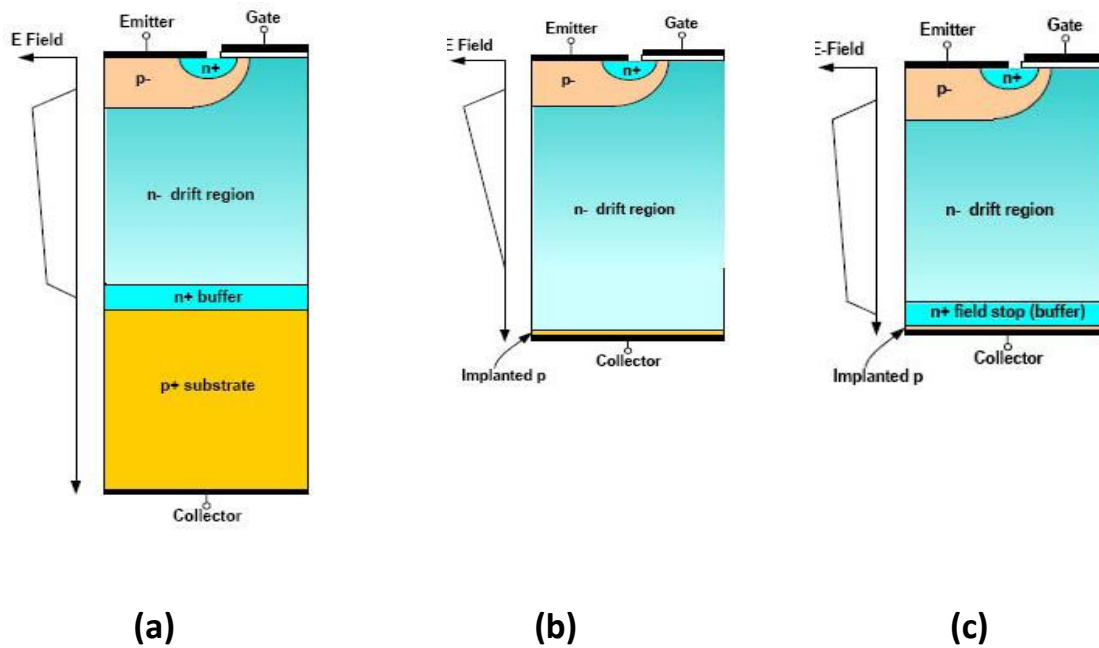 Emitter
Gate
E Field
n+
p-
n- drift region
n+ buffer
p+ substrate
Collector
(a)
Emitter
Gate
E Field
n+
p-
n- drift region
Collector
Implanted p
(b)
Emitter
Gate
E-Field
n+
p-
n- drift region
n+ field stop (buffer)
Collector
Implanted p
(c)